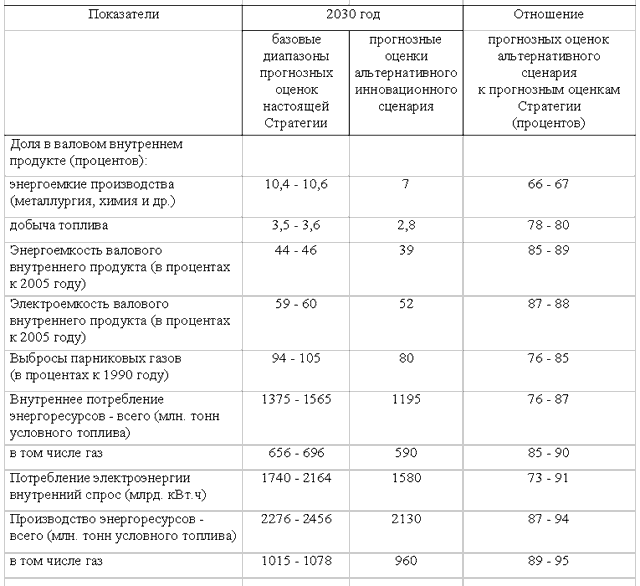 Показатели
2030 год
Отношение
базовые
диапазоны
прогнозных
оценок
настоящей
Стратегии
прогнозные
оценки
альтернативного
инновационного
сценария
прогнозных оценок
альтернативного
сценария
к прогнозным оценкам
Стратегии
(процентов)
Доля в валовом внутреннем
продукте (процентов):
энергоемкие производства
(металлургия, химия и др.)
10,4 - 10,6
7
66 - 67
добыча топлива
3,5 - 3,6
2,8
78 - 80
Энергоемкость валового
внутреннего продукта (в процентах
к 2005 году)
44 - 46
39
85 - 89
Электроемкость валового
внутреннего продукта (в процентах
к 2005 году)
59 - 60
52
87 - 88
Выбросы парниковых газов
(в процентах к 1990 году)
94 - 105
80
76 - 85
Внутреннее потребление
энергоресурсов - всего (млн. тонн
условного топлива)
1375 - 1565
1195
76 - 87
в том числе газ
656 - 696
590
85 - 90
Потребление электроэнергии
внутренний спрос (млрд. кВт.ч)
1740 - 2164
1580
73 - 91
Производство энергоресурсов -
всего (млн. тонн условного топлива)
2276 - 2456
2130
87 - 94
в том числе газ
1015 - 1078
960
89 - 95